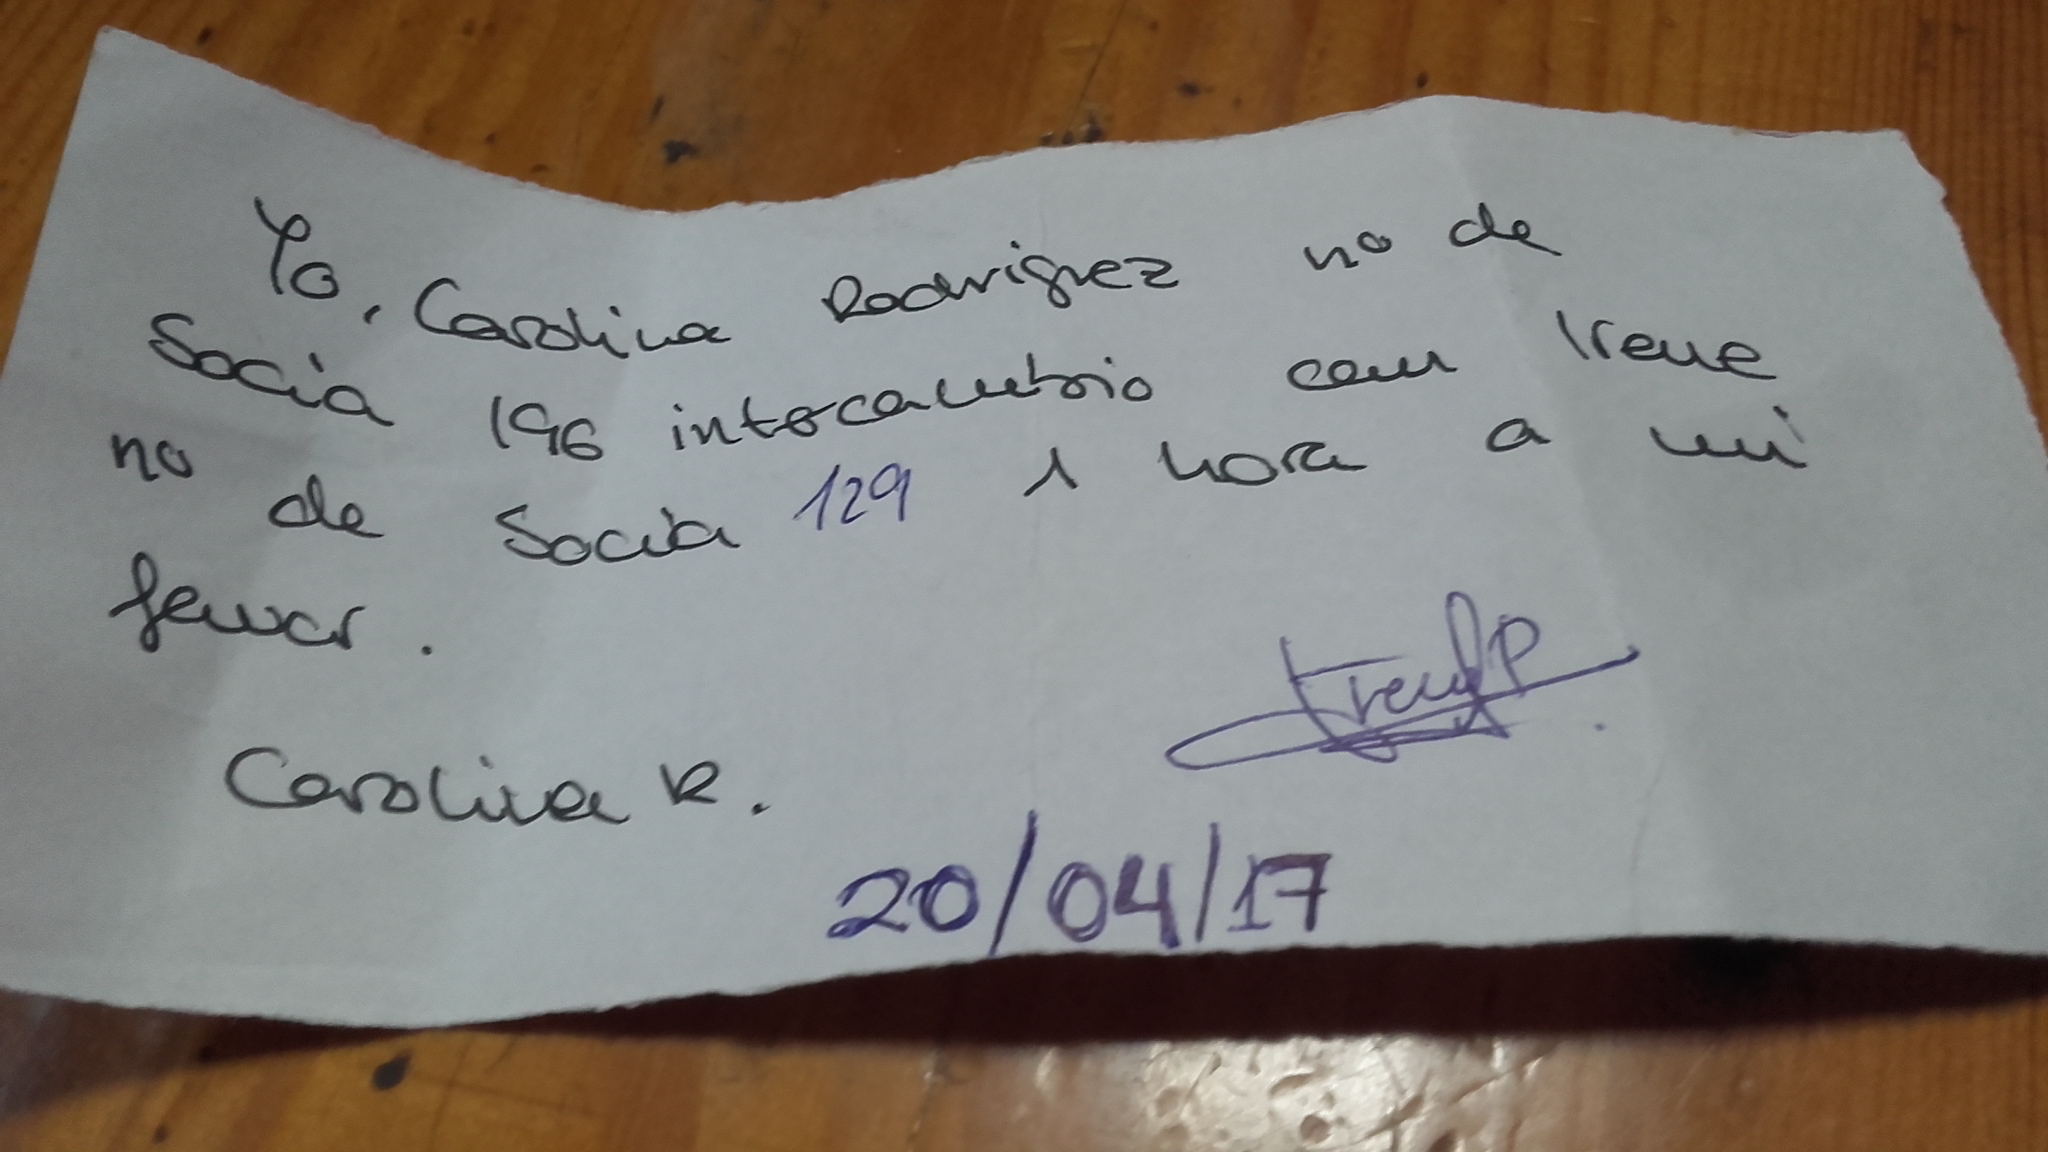 Yo, Carolina Rodriguez nº de
Socia 196 intercambio con Irene
nº de Socia 129 1 hora a mi
favor.
Carolina R.
20/04/17